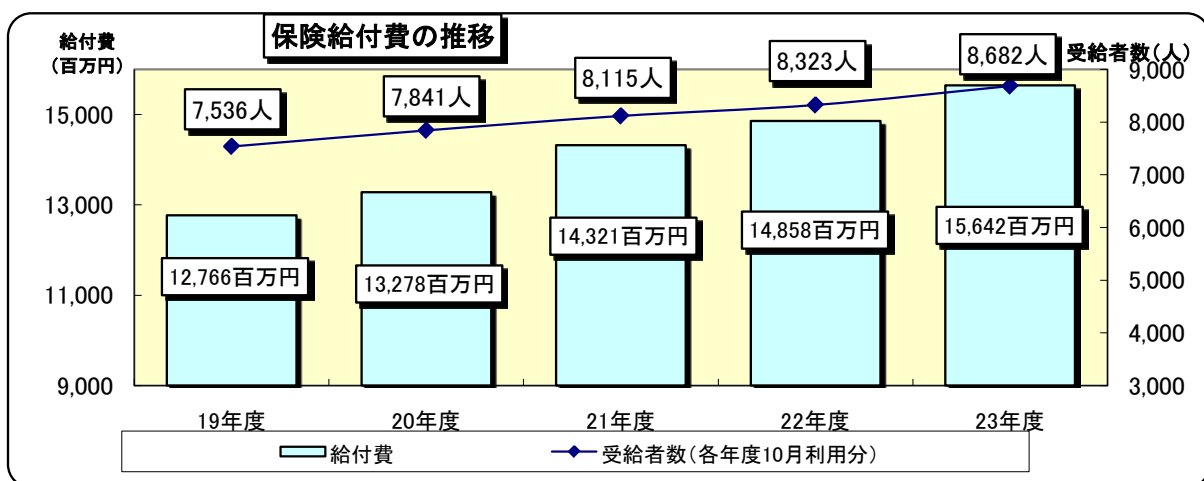 保険給付費の推移
給付費
（百万円）
受給者数(人)
7,536人
7,841人
8,115人
8,323人
8,682人
15,000
13,000
11,000
9,000
9,000
8,000
7,000
6,000
5,000
4,000
3,000
12,766百万円
13,278百万円
14,321百万円
14,858百万円
15,642百万円
19年度
20年度
21年度
22年度
23年度
給付費
受給者数(各年度10月利用分)